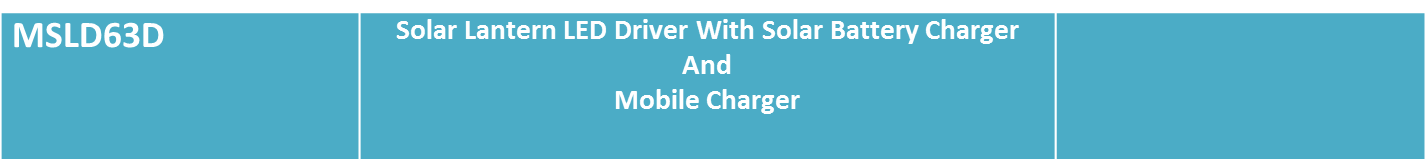 MSLD63D
Solar Lantern LED Driver With Solar Battery Charger
And
Mobile Charger